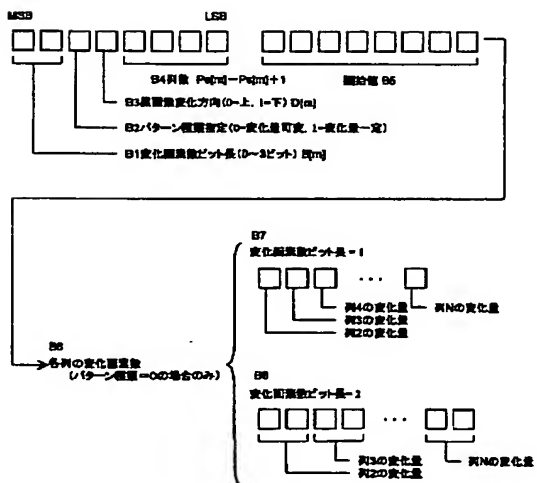 MSB LSB
B4列数 Pe[m]-Ps[m]+1 開始値 B5
B3黒画素変化方向(0-上、1-下) D[m]
B2パターン種類指定(0-変化量可変、1-変化量一定)
B1変化画素数ビット長(0~3ビット) B[m]
B7
変化画素数ビット長=1
...
列4の変化量 列Nの変化量
列3の変化量
列2の変化量
B6
各列の変化画素数
(パターン種類=0の場合のみ)
変化画素数ビット長=2
...
列3の変化量 列Nの変化量
列2の変化量